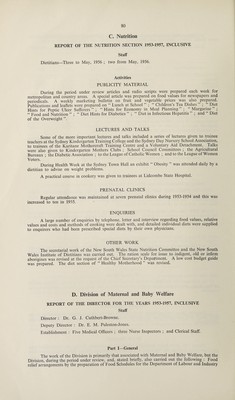 80
C. Nutrition
REPORT OF THE NUTRITION SECTION 1953-1957, INCLUSIVE
Staff
Dietitians—Three to May, 1956 ; two from May, 1956.
Activities
PUBLICITY MATERIAL
During the period under review articles and radio scripts were prepared each week for
metropolitan and country areas. A special article was prepared on food values for newspapers and
periodicals. A weekly marketing bulletin on fruit and vegetable prices was also prepared.
Publications and leaflets were prepared on " Lunch at School " ; " Children's Tea Dishes " ; " Diet
Hints for Peptic Ulcer Sufferers " ; " Hints for Economy in Meal Planning " ; " Margarine " ;
" Food and Nutrition " ; " Diet Hints for Diabetes " ; " Diet in Infectious Hepatitis " ; and " Diet
of the Overweight ".
LECTURES AND TALKS
Some of the more important lectures and talks included a series of lectures given to trainee
teachers at the Sydney Kindergarten Training College and the Sydney Day Nursery School Association,
to trainees of the Karitane Mothercraft Training Centre and a Voluntary Aid Detachment. Talks
were also given to Kindergarten Mothers Clubs ; School Council Committees ; the Agricultural
Bureaux ; the Diabetic Association ; to the League of Catholic Women ; and to the League of Women
Voters.
During Health Week at the Sydney Town Hall an exhibit " Obesity " was attended daily by a
dietitian to advise on weight problems.
A practical course in cookery was given to trainees at Lidcombe State Hospital.
PRENATAL CLINICS
Regular attendance was maintained at seven prenatal clinics during 1953-1954 and this was
increased to ten in 1955.
ENQUIRIES
A large number of enquiries by telephone, letter and interview regarding food values, relative
values and costs and methods of cooking were dealt with, and detailed individual diets were supplied
to enquirers who had been prescribed special diets by their own physicians.
OTHER WORK
The secretarial work of the New South Wales State Nutrition Committee and the New South
Wales Institute of Dietitians was carried out. The ration scale for issue to indigent, old or infirm
aborigines was revised at the request of the Chief Secretary's Department. A low cost budget guide
was prepared. The diet section of " Healthy Motherhood " was revised.
D. Division of Maternal and Baby Welfare
REPORT OF THE DIRECTOR FOR THE YEARS 1953-1957, INCLUSIVE
Staff
Director : Dr. G. J. Cuthbert-Browne.
Deputy Director : Dr. E. M.
Establishment : Five Medical Officers ; three Nurse Inspectors ; and Clerical Staff.
Part I—General
The work of the Division is primarily that associated with Maternal and Baby Welfare, but the
Division, during the period under review, and, stated briefly, also carried out the following : Food
relief arrangements by the preparation of Food Schedules for the Department of Labour and Industry